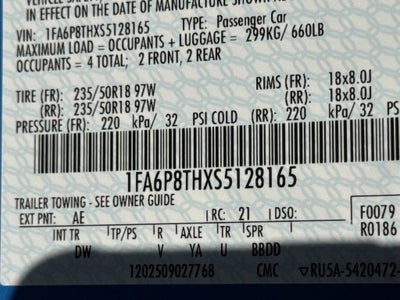 IN EFFECT ON THE DATE OF MANUFACTURE SHOWN ABOVE
VIN: 1FA6P8THXS5128165 TYPE: Passenger Car
MAXIMUM LOAD = OCCUPANTS + LUGGAGE = 299KG/ 660LB
OCCUPANTS = 4 TOTAL; 2 FRONT, 2 REAR
TIRE (FR): 235/50R18 97W RIMS (FR): 18x8.0J
(RR): 235/50R18 97W (RR): 18x8.0J
PRESSURE (FR): 220 kPa/ 32 PSI COLD (RR): 220 kPa/ 32
1FA6P8THXS5128165
TRAILER TOWING - SEE OWNER GUIDE
EXT PNT: AE RC: 21 DSO: F0079
R0186
INT TR TP/PS R AXLE TR SPR
DW V YA U BBDD
1202509027768 CMC ▽RU5A-5420472-